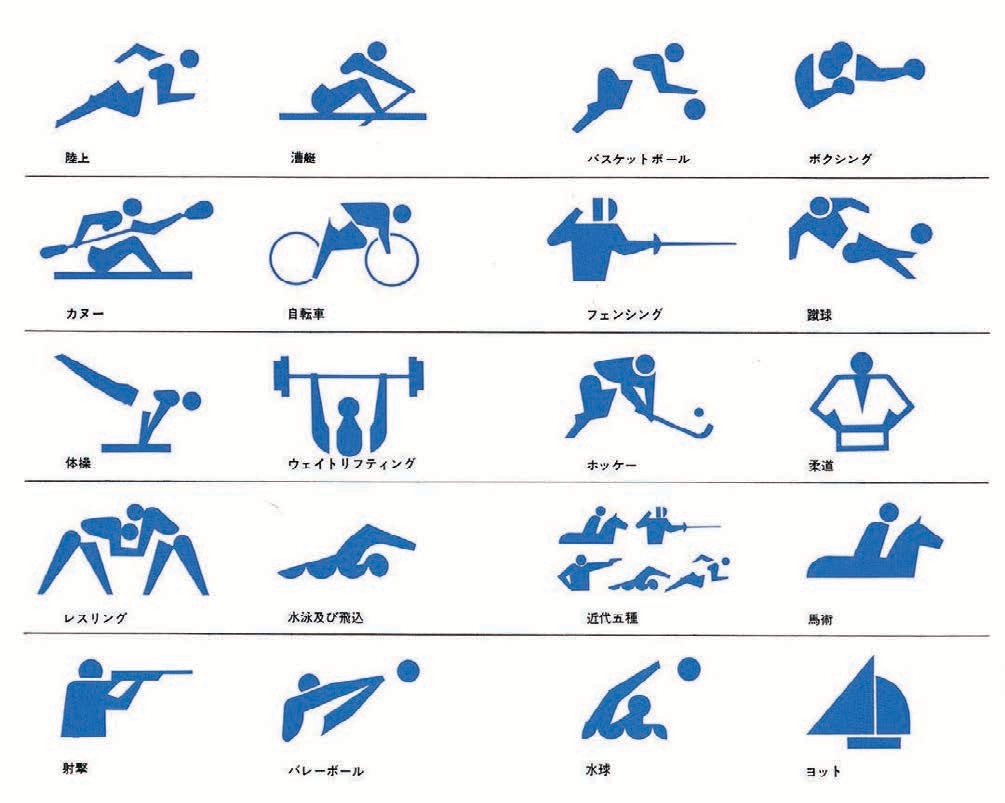 陸上
漕艇
バスケットボール
ボクシング
カヌー
自転車
フェンシング
蹴球
体操
ウェイトリフティング
ホッケー
柔道
レスリング
水泳及び飛込
近代五種
馬術
射撃
バレーボール
水球
ヨット